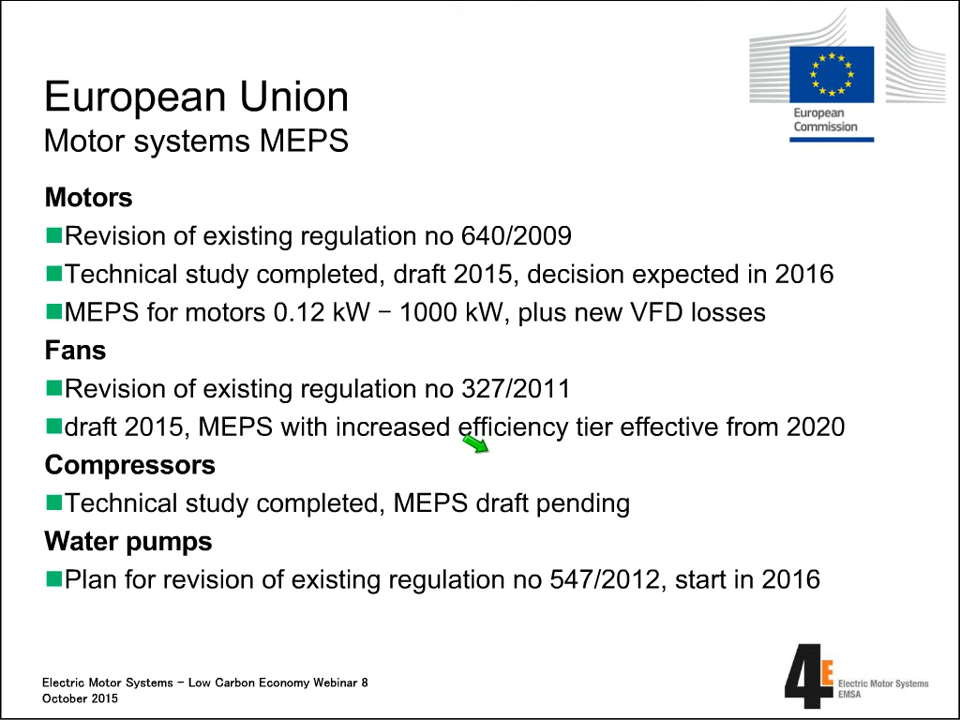 European Commission
European Union
Motor systems MEPS
Motors
Revision of existing regulation no 640/2009
Technical study completed, draft 2015, decision expected in 2016
MEPS for motors 0.12 kW – 1000 kW, plus new VFD losses
Fans
Revision of existing regulation no 327/2011
draft 2015, MEPS with increased efficiency tier effective from 2020
Compressors
Technical study completed, MEPS draft pending
Water pumps
Plan for revision of existing regulation no 547/2012, start in 2016
Electric Motor Systems – Low Carbon Economy Webinar 8
October 2015
4E
Electric Motor Systems
EMSA